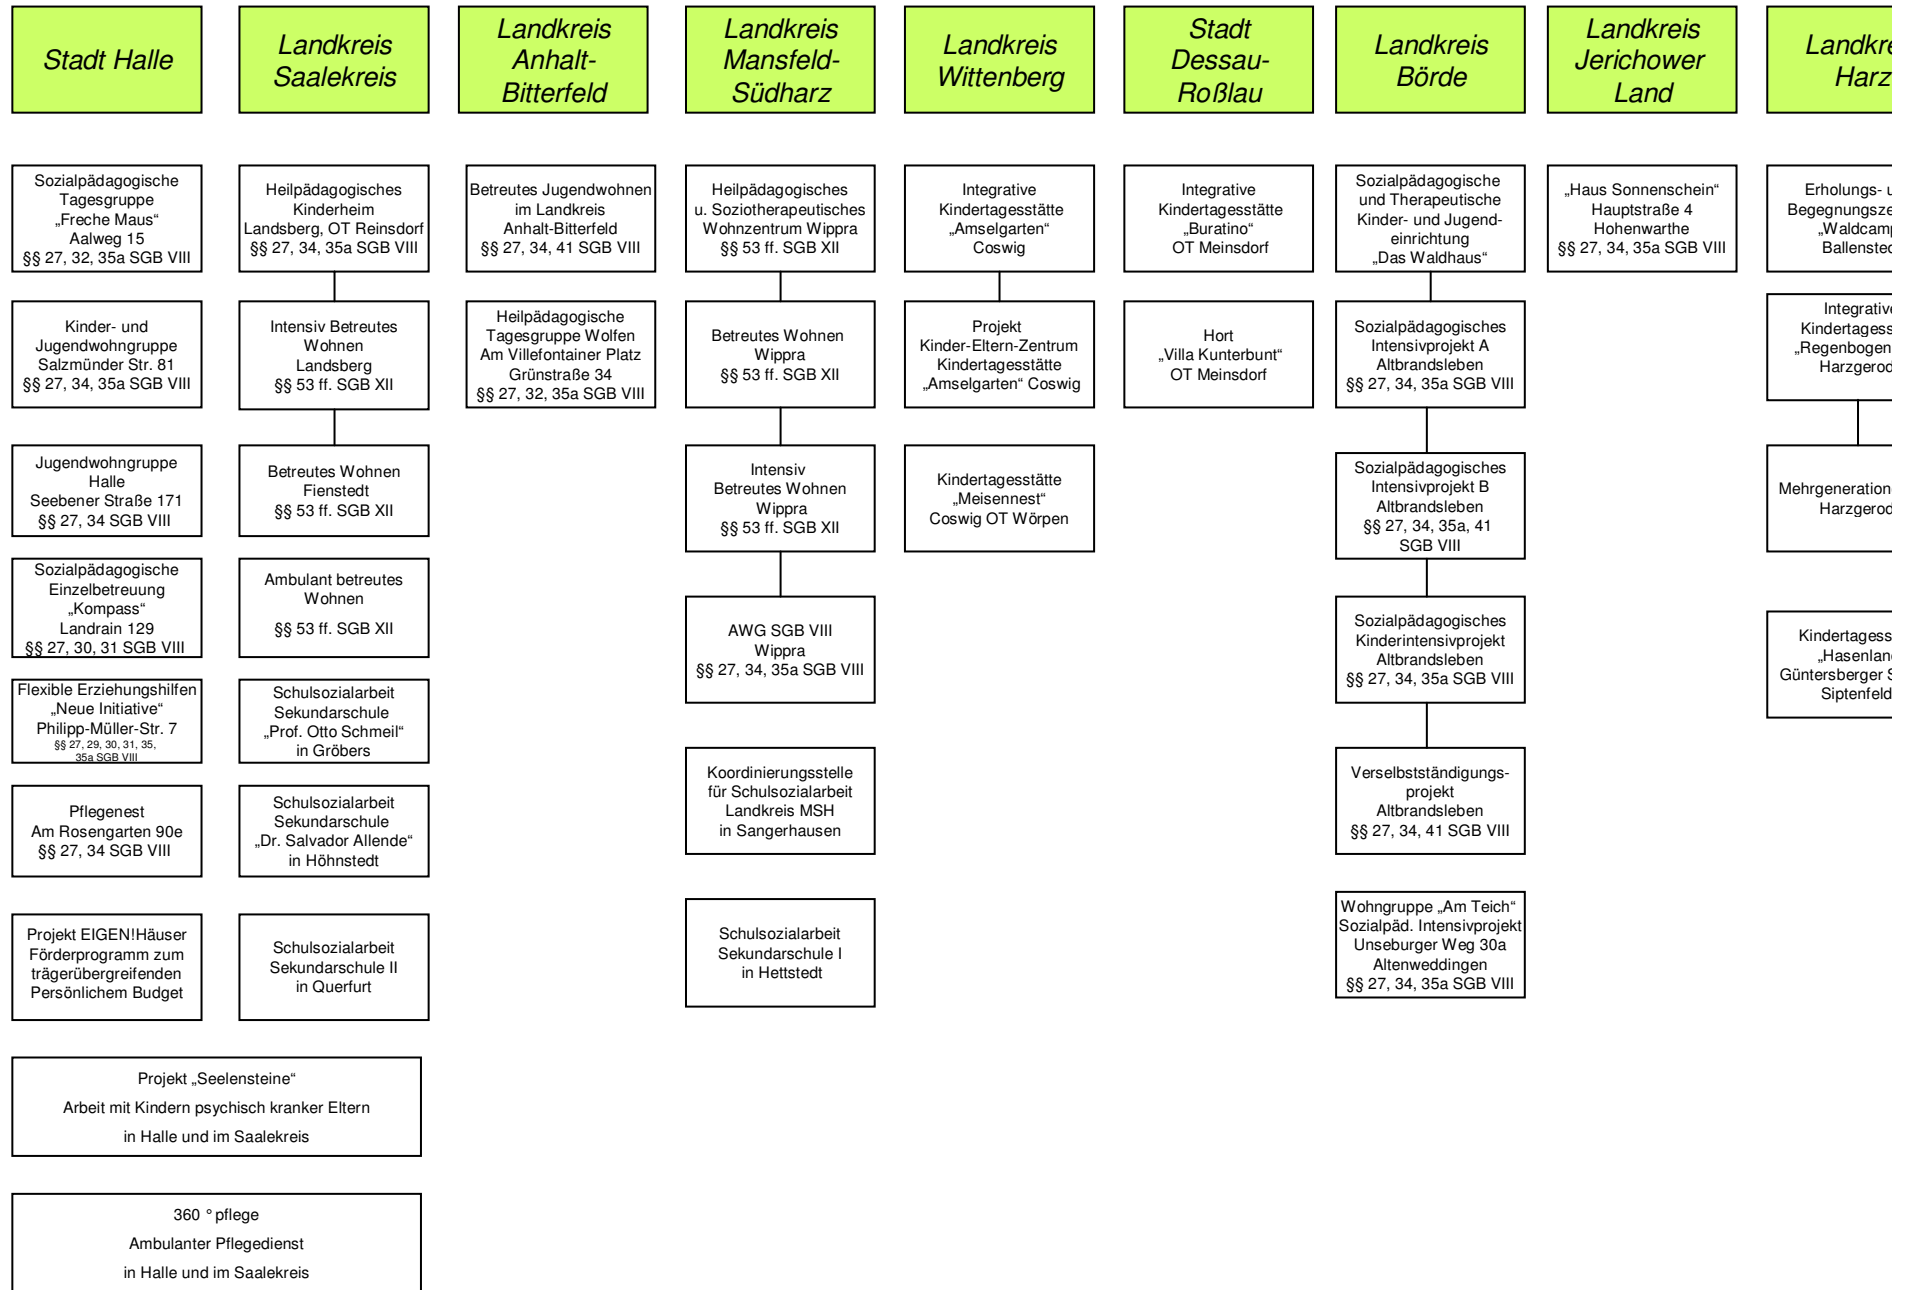 Stadt Halle
Landkreis
Saalekreis
Landkreis
Anhalt-
Bitterfeld
Landkreis
Mansfeld-
Südharz
Landkreis
Wittenberg
Stadt
Dessau-
Roßlau
Landkreis
Börde
Landkreis
Jerichower
Land
Landkre
Harz
Sozialpädagogische
Tagesgruppe
„Freche Maus“
Aalweg 15
§§ 27, 32, 35a SGB VIII
Kinder- und
Jugendwohngruppe
Salzmünder Str. 81
§§ 27, 34, 35a SGB VIII
Jugendwohngruppe
Halle
Seebener Straße 171
§§ 27, 34 SGB VIII
Sozialpädagogische
Einzelbetreuung
„Kompass“
Landrain 129
§§ 27, 30, 31 SGB VIII
Flexible Erziehungshilfen
„Neue Initiative“
Philipp-Müller-Str. 7
§§ 27, 29, 30, 31, 35,
35a SGB VIII
Pflegenest
Am Rosengarten 90e
§§ 27, 34 SGB VIII
Projekt EIGEN!Häuser
Förderprogramm zum
trägerübergreifenden
Persönlichem Budget
Heilpädagogisches
Kinderheim
Landsberg, OT Reinsdorf
§§ 27, 34, 35a SGB VIII
Intensiv Betreutes
Wohnen
Landsberg
§§ 53 ff. SGB XII
Betreutes Wohnen
Fienstedt
§§ 53 ff. SGB XII
Ambulant betreutes
Wohnen
§§ 53 ff. SGB XII
Schulsozialarbeit
Sekundarschule
„Prof. Otto Schmeil“
in Gröbers
Schulsozialarbeit
Sekundarschule
„Dr. Salvador Allende“
in Höhnstedt
Schulsozialarbeit
Sekundarschule II
in Querfurt
Projekt „Seelensteine“
Arbeit mit Kindern psychisch kranker Eltern
in Halle und im Saalekreis
360 ° pflege
Ambulanter Pflegedienst
in Halle und im Saalekreis
Betreutes Jugendwohnen
im Landkreis
Anhalt-Bitterfeld
§§ 27, 34, 41 SGB VIII
Heilpädagogische
Tagesgruppe Wolfen
Am Villefontainer Platz
Grünstraße 34
§§ 27, 32, 35a SGB VIII
Heilpädagogisches
u. Soziotherapeutisches
Wohnzentrum Wippra
§§ 53 ff. SGB XII
Betreutes Wohnen
Wippra
§§ 53 ff. SGB XII
Intensiv
Betreutes Wohnen
Wippra
§§ 53 ff. SGB XII
AWG SGB VIII
Wippra
§§ 27, 34, 35a SGB VIII
Koordinierungsstelle
für Schulsozialarbeit
Landkreis MSH
in Sangerhausen
Schulsozialarbeit
Sekundarschule I
in Hettstedt
Integrative
Kindertagesstätte
„Amselgarten“
Coswig
Projekt
Kinder-Eltern-Zentrum
Kindertagesstätte
„Amselgarten“ Coswig
Kindertagesstätte
„Meisennest“
Coswig OT Wörpen
Integrative
Kindertagesstätte
„Buratino“
OT Meinsdorf
Hort
„Villa Kunterbunt“
OT Meinsdorf
Sozialpädagogische
und Therapeutische
Kinder- und Jugend-
einrichtung
„Das Waldhaus“
Sozialpädagogisches
Intensivprojekt A
Altbrandsleben
§§ 27, 34, 35a SGB VIII
Sozialpädagogisches
Intensivprojekt B
Altbrandsleben
§§ 27, 34, 35a, 41
SGB VIII
Sozialpädagogisches
Kinderintensivprojekt
Altbrandsleben
§§ 27, 34, 35a SGB VIII
Verselbstständigungs-
projekt
Altbrandsleben
§§ 27, 34, 41 SGB VIII
Wohngruppe „Am Teich“
Sozialpäd. Intensivprojekt
Unseburger Weg 30a
Altenweddingen
§§ 27, 34, 35a SGB VIII
„Haus Sonnenschein“
Hauptstraße 4
Hohenwarthe
§§ 27, 34, 35a SGB VIII
Erholungs- u
Begegnungsze
„Waldcamp
Ballensted
Integrative
Kindertagess
„Regenbogen
Harzgerod
Mehrgeneration
Harzgerod
Kindertagess
„Hasenlan
Güntersberger S
Siptenfeld